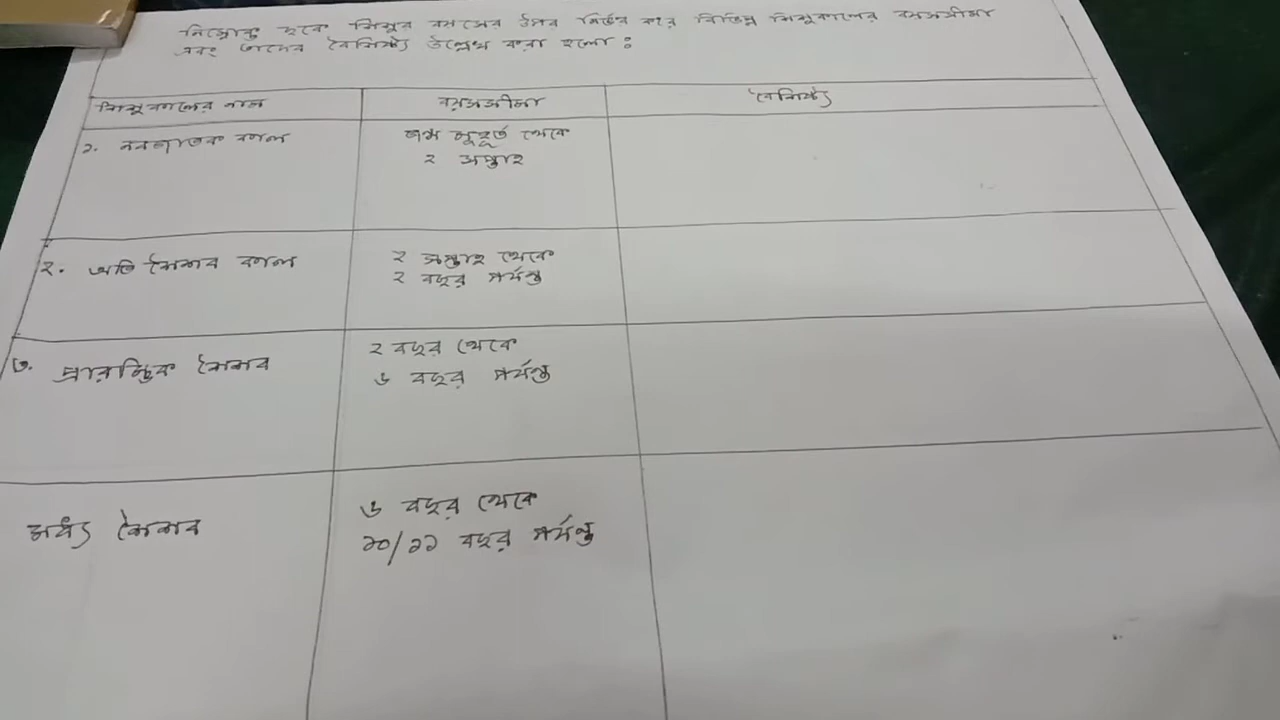 নিম্নোক্ত ছকে শিশুর বয়সের উপর নির্ভর করে বিভিন্ন শিশুকালের বয়সসীমা
এবং তাদের বৈশিষ্ট্য উল্লেখ করা হলো :
শিশুকালের নাম
বয়সসীমা
বৈশিষ্ট্য
১. নবজাতক কাল
জন্ম মুহূর্ত থেকে
২ সপ্তাহ
২. অতি শৈশব কাল
২ সপ্তাহ থেকে
২ বছর পর্যন্ত
৩. প্রারম্ভিক শৈশব
২ বছর থেকে
৬ বছর পর্যন্ত
মধ্য শৈশব
৬ বছর থেকে
১০/১১ বছর পর্যন্ত